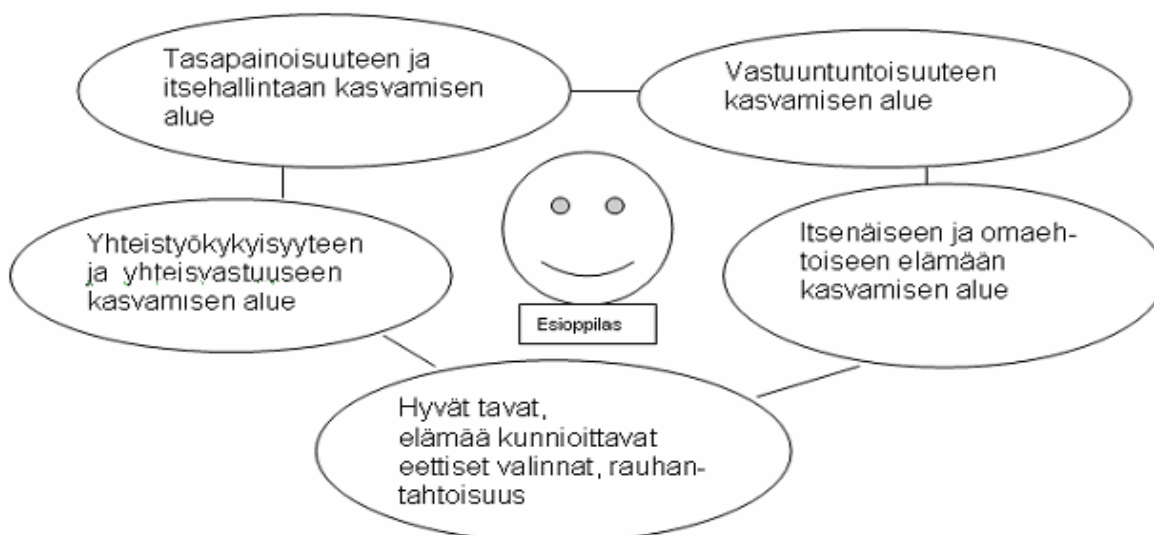 Tasapainoisuuteen ja
itsehallintaan kasvamisen
alue
Vastuuntuntoisuuteen
kasvamisen alue
Yhteistyökykyisyyteen
ja yhteisvastuuseen
kasvamisen alue
Itsenäiseen ja omaeh-
toiseen elämään
kasvamisen alue
Esioppilas
Hyvät tavat,
elämää kunnioittavat
eettiset valinnat, rauhan-
tahtoisuus